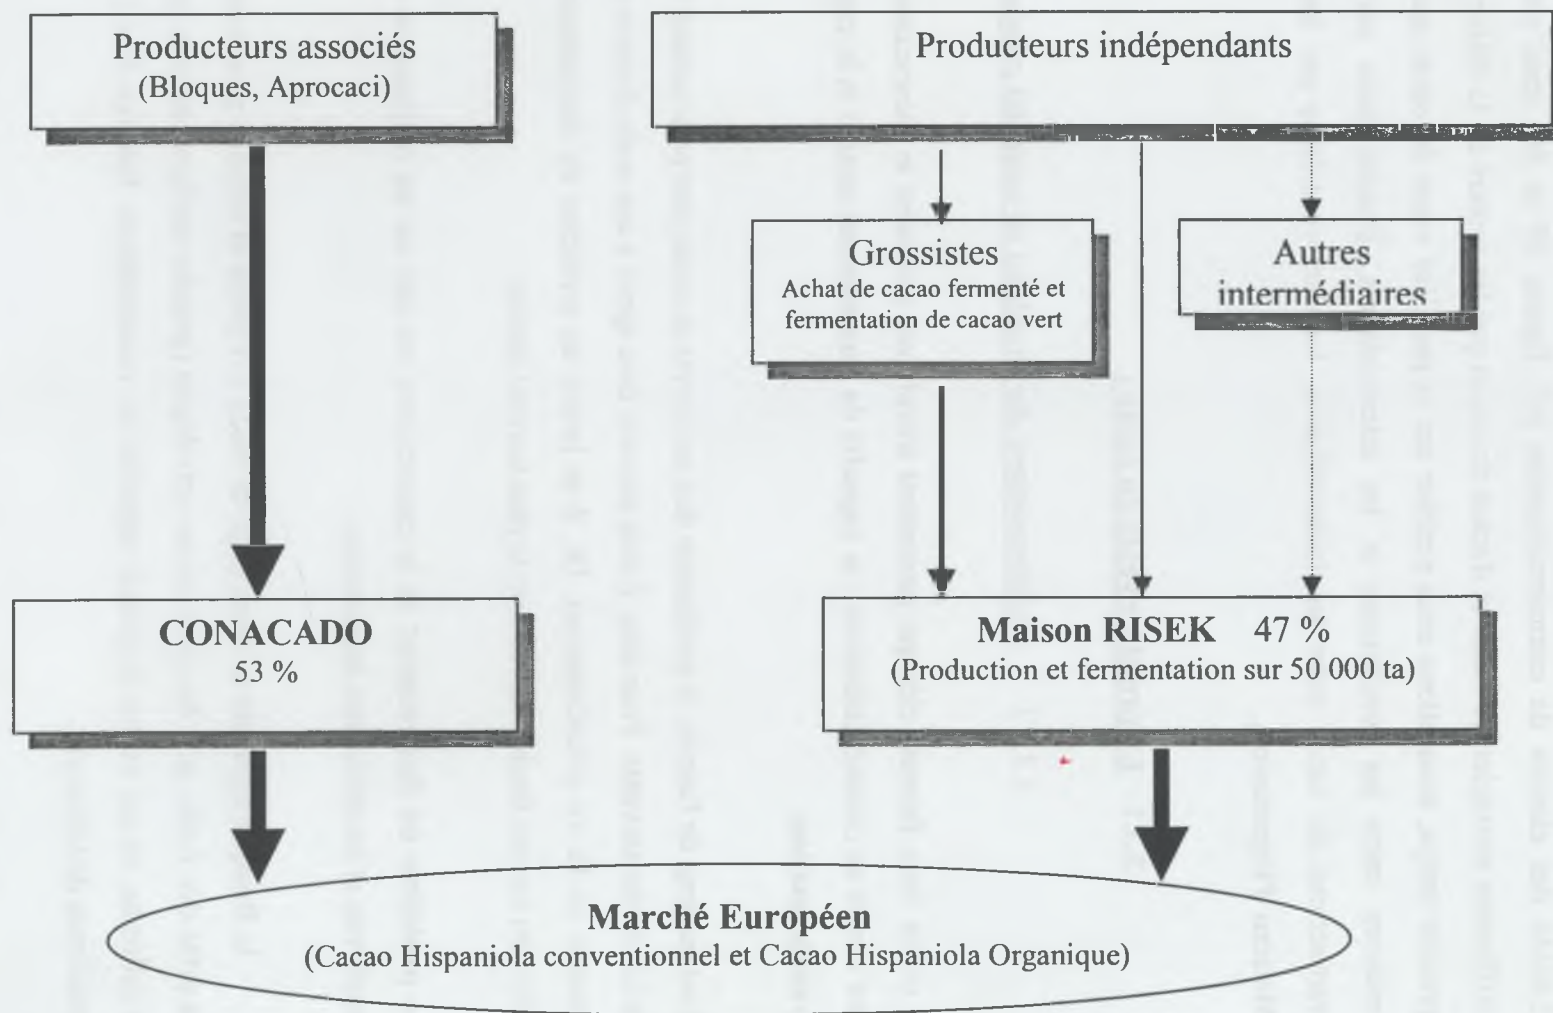 Producteurs associés
(Bloques, Aprocaci)
Producteurs indépendants
Grossistes
Achat de cacao fermenté et
fermentation de cacao vert
Autres
intermédiaires
CONACADO
53 %
Maison RISEK 47 %
(Production et fermentation sur 50 000 ta)
Marché Européen
(Cacao Hispaniola conventionnel et Cacao Hispaniola Organique)